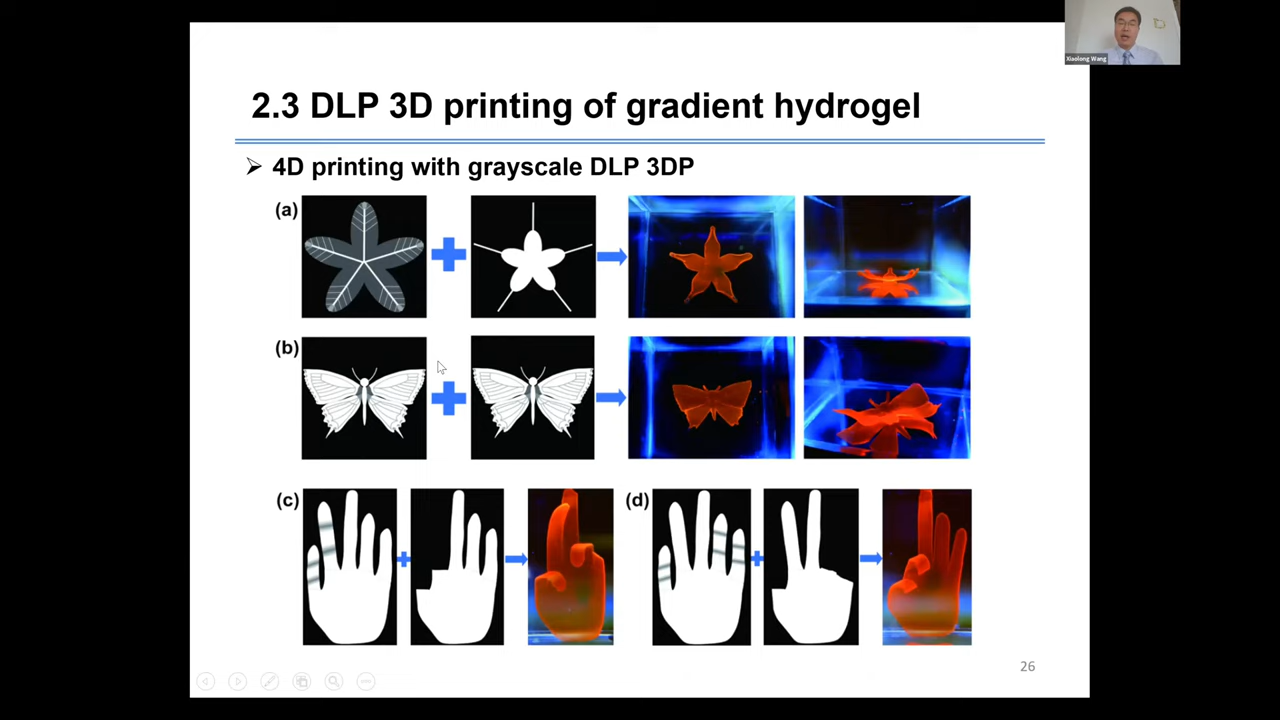 Xiaolong Wang
2.3 DLP 3D printing of gradient hydrogel
4D printing with grayscale DLP 3DP
(a)
(b)
(c)
(d)
26